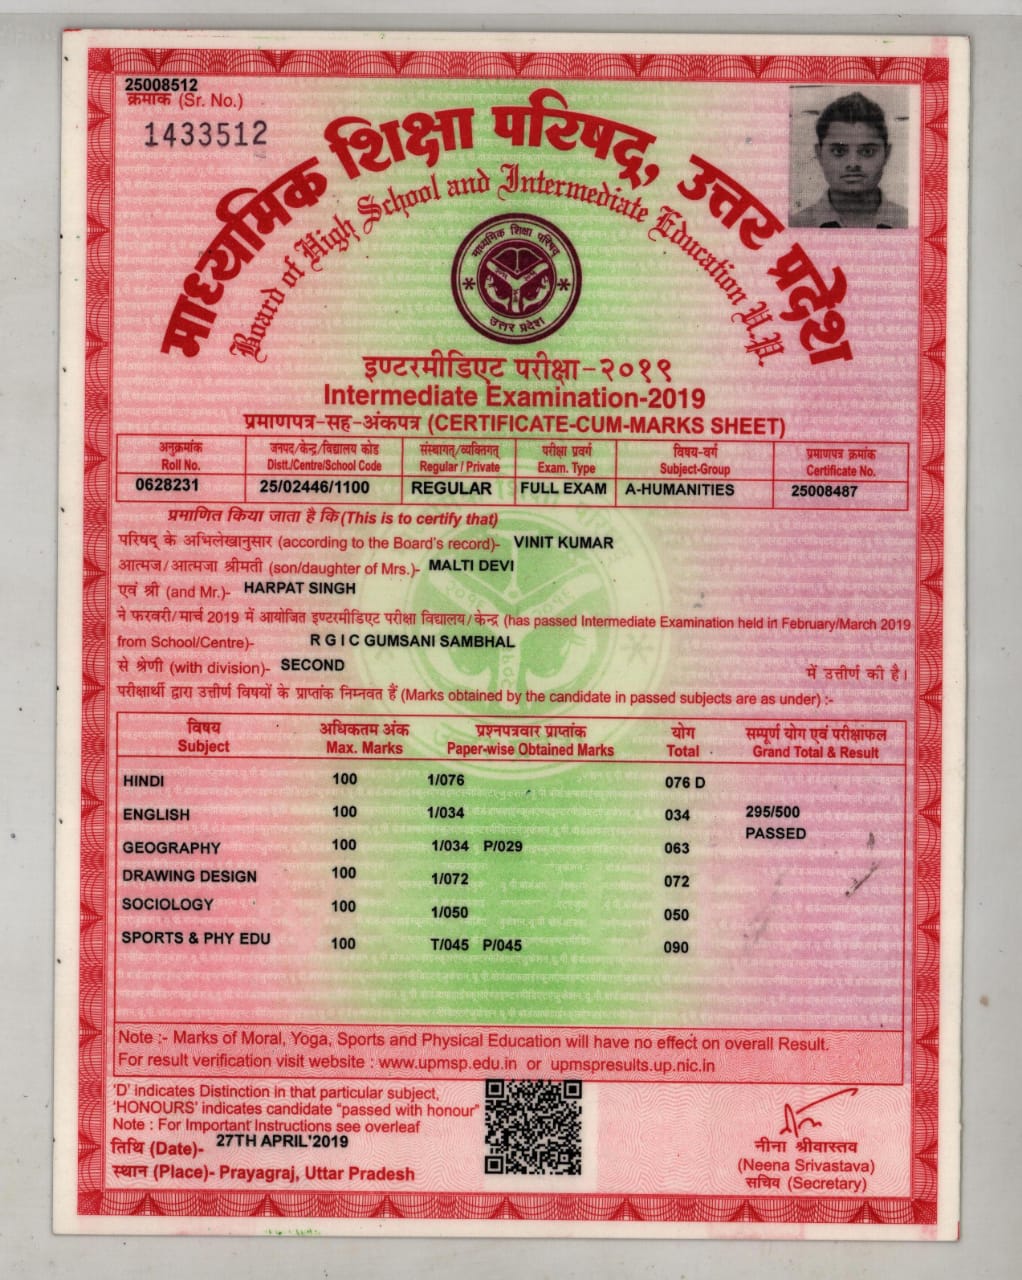 25008512
क्रमांक (Sr. No.)
1433512
माध्यमिक शिक्षा परिषद्, उत्तर प्रदेश
Board of High School and Intermediate Education U.P.
माध्यमिक शिक्षा परिषद्
उत्तर प्रदेश
इण्टरमीडिएट परीक्षा-२०१९
Intermediate Examination-2019
प्रमाणपत्र-सह-अंकपत्र (CERTIFICATE-CUM-MARKS SHEET)
अनुक्रमांक जनपद/केन्द्र/विद्यालय कोड संस्थागत्/व्यक्तिगत् परीक्षा प्रवर्ग विषय-वर्ग प्रमाणपत्र क्रमांक
Roll No. Distt./Centre/School Code Regular / Private Exam. Type Subject-Group Certificate No.
0628231 25/02446/1100 REGULAR FULL EXAM A-HUMANITIES 25008487
प्रमाणित किया जाता है कि (This is to certify that)
परिषद् के अभिलेखानुसार (according to the Board's record)- VINIT KUMAR
आत्मज/आत्मजा श्रीमती (son/daughter of Mrs.)- MALTI DEVI
एवं श्री (and Mr.)- HARPAT SINGH
ने फरवरी/मार्च 2019 में आयोजित इण्टरमीडिएट परीक्षा विद्यालय/केन्द्र (has passed Intermediate Examination held in February/March 2019
from School/Centre)- R G I C GUMSANI SAMBHAL
से श्रेणी (with division)- SECOND में उत्तीर्ण की है।
परीक्षार्थी द्वारा उत्तीर्ण विषयों के प्राप्तांक निम्नवत हैं (Marks obtained by the candidate in passed subjects are as under) :-
विषय अधिकतम अंक प्रश्नपत्रवार प्राप्तांक योग सम्पूर्ण योग एवं परीक्षाफल
Subject Max. Marks Paper-wise Obtained Marks Total Grand Total & Result
HINDI 100 1/076 076 D
ENGLISH 100 1/034 034 295/500
PASSED
GEOGRAPHY 100 1/034 P/029 063
DRAWING DESIGN 100 1/072 072
SOCIOLOGY 100 1/050 050
SPORTS & PHY EDU 100 T/045 P/045 090
Note :- Marks of Moral, Yoga, Sports and Physical Education will have no effect on overall Result.
For result verification visit website : www.upmsp.edu.in or upmspresults.up.nic.in
'D' indicates Distinction in that particular subject,
'HONOURS' indicates candidate "passed with honour"
Note : For Important Instructions see overleaf
तिथि (Date)- 27TH APRIL'2019
स्थान (Place)- Prayagraj, Uttar Pradesh
नीना श्रीवास्तव
(Neena Srivastava)
सचिव (Secretary)